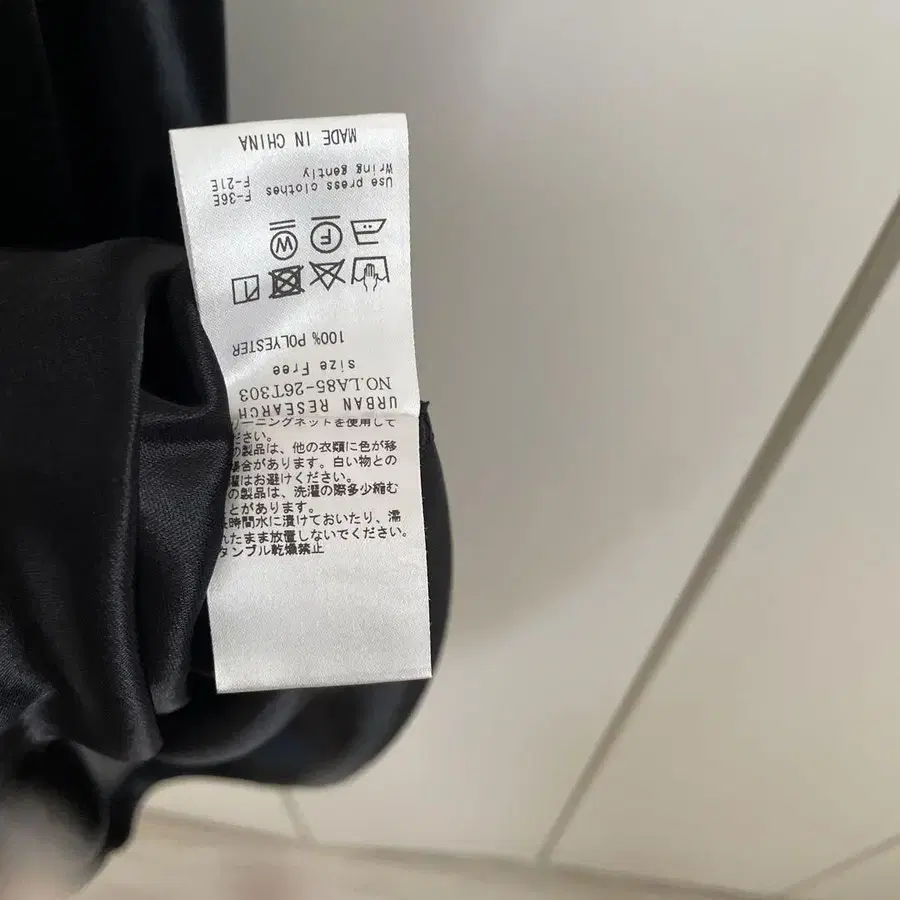 URBAN RESEARCH
NO.LA85-26T303
size Free
100% POLYESTER
F
W
Use press clothes
Wring gently
F-36E
F-21E
MADE IN CHINA
リーニングネットを使用して
ださい。
の製品は、他の衣類に色が移
場合があります。白い物との
濯はお避けください。
の製品は、洗濯の際多少縮む
とがあります。
時間水に漬けておいたり、濡
れたまま放置しないでください。
タンブル乾燥禁止